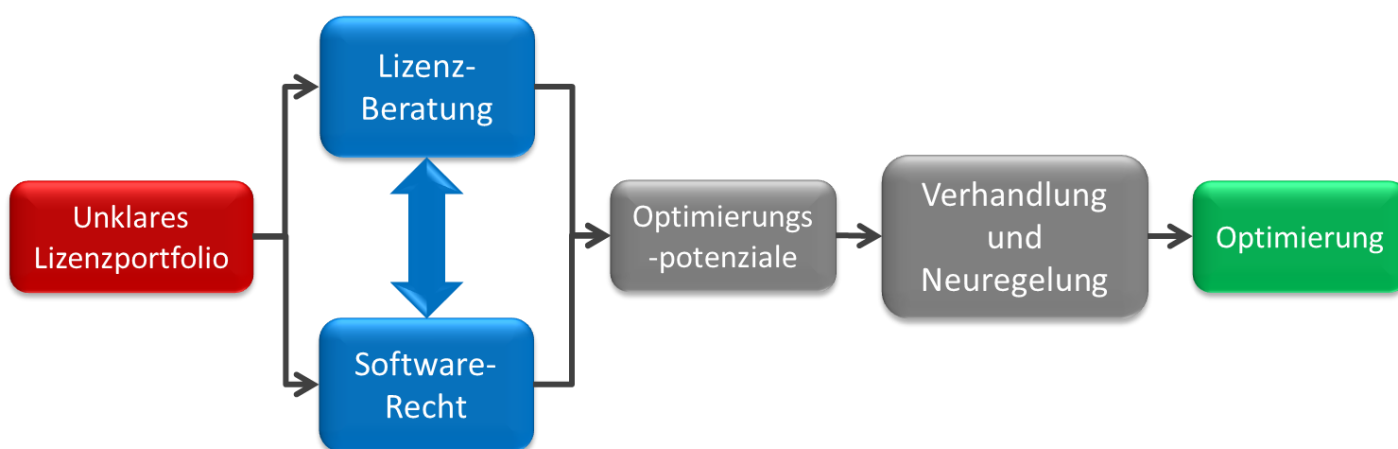 Unklares
Lizenzportfolio
Lizenz-
Beratung
Software-
Recht
Optimierungs
-potenziale
Verhandlung
und
Neuregelung
Optimierung